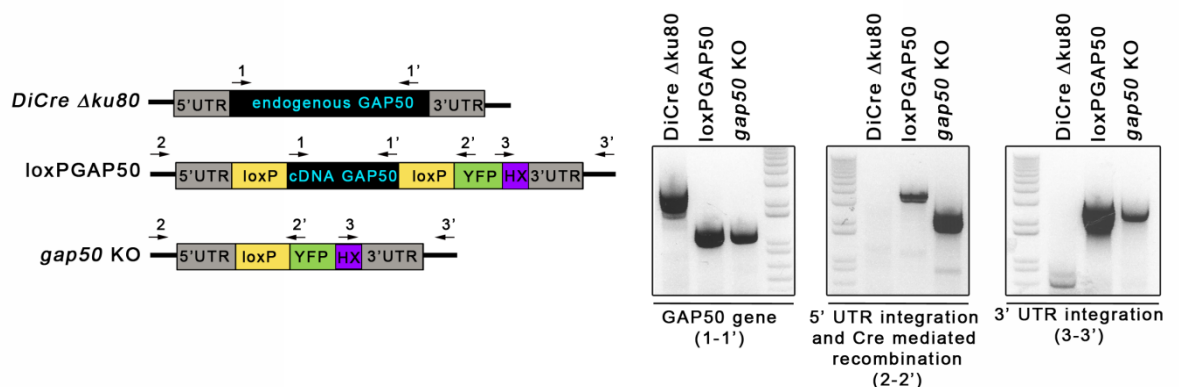 1 1'
DiCre Δku80
5'UTR endogenous GAP50 3'UTR
2 1 1' 2' 3 3'
loxPGAP50
5'UTR loxP cDNA GAP50 loxP YFP HX 3'UTR
2 2' 3 3'
gap50 KO
5'UTR loxP YFP HX 3'UTR
DiCre Δku80
loxPGAP50
gap50 KO
GAP50 gene
(1-1')
DiCre Δku80
loxPGAP50
gap50 KO
5' UTR integration
and Cre mediated
recombination
(2-2')
DiCre Δku80
loxPGAP50
gap50 KO
3' UTR integration
(3-3')